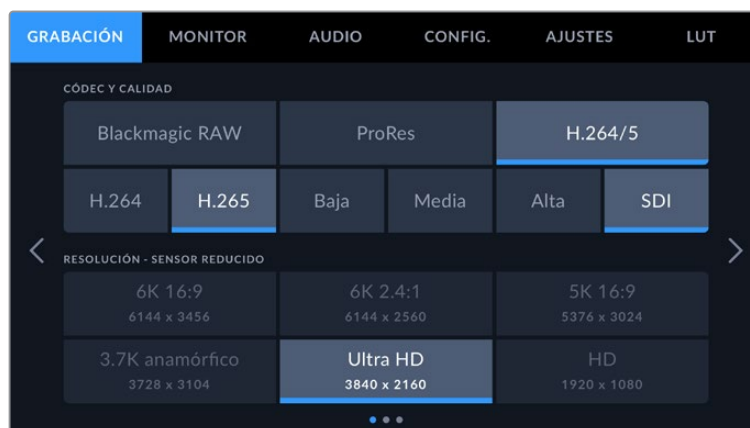 GRABACIÓN MONITOR AUDIO CONFIG. AJUSTES LUT
CÓDEC Y CALIDAD
Blackmagic RAW ProRes H.264/5
H.264 H.265 Baja Media Alta SDI
RESOLUCIÓN - SENSOR REDUCIDO
6K 16:9 6K 2.4:1 5K 16:9
6144 x 3456 6144 x 2560 5376 x 3024
3.7K anamórfico Ultra HD HD
3728 x 3104 3840 x 2160 1920 x 1080